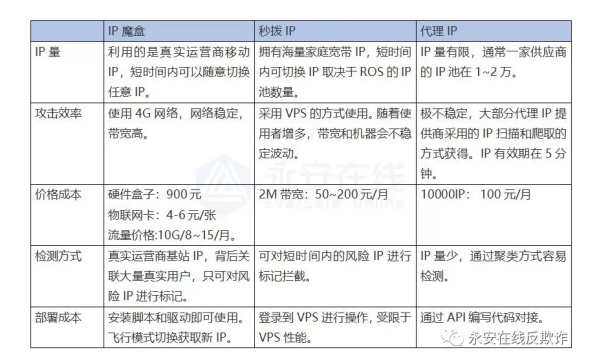 IP 魔盒 秒拨 IP 代理 IP
IP 量 利用的是真实运营商移动 拥有海量家庭宽带 IP，短时 IP 量有限，通常一家供应商
IP，短时间内可以随意切换 间内可切换 IP 取决于 ROS 的 IP 的 IP 池在 1~2 万。
任意 IP。 池数量。
攻击效率 使用 4G 网络，网络稳定， 采用 VPS 的方式使用。随着使 极不稳定，大部分代理 IP 提
带宽高。 用者增多，带宽和机器会不稳 供商采用的 IP 扫描和爬取的
定波动。 方式获得。IP 有效期在 5 分
钟。
价格成本 硬件盒子：900 元 2M 带宽：50~200 元/月 10000IP： 100 元/月
物联网卡：4-6 元/张
流量价格:10G/8~15/月。
检测方式 真实运营商基站 IP，背后关 可对短时间内的风险 IP 进行 IP 量少，通过聚类方式容易
联大量真实用户，只可对风 标记拦截。 检测。
险 IP 进行标记。
部署成本 安装脚本和驱动即可使用。 登录到 VPS 进行操作，受限于 通过 API 编写代码对接。
飞行模式切换获取新 IP。 VPS 性能。
永安在线
永安在线反欺诈